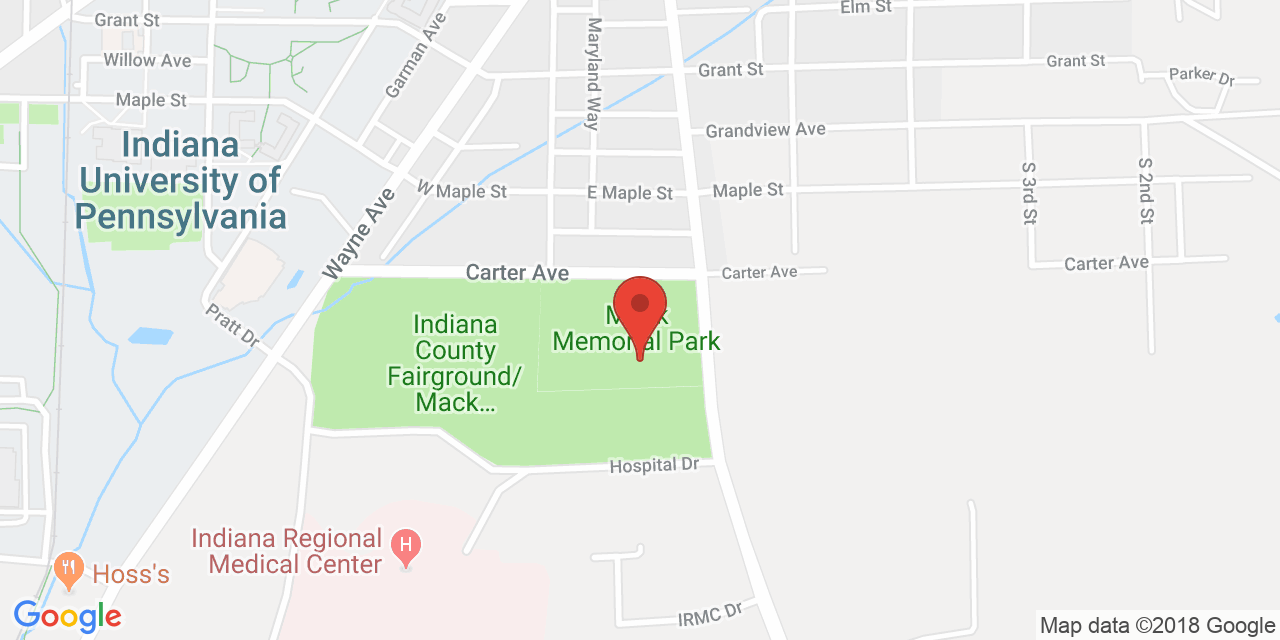 Grant St
Elm St
Garman Ave
Maryland Way
Willow Ave
Grant St
Grant St
Parker Dr
Maple St
Grandview Ave
Indiana
University of
Pennsylvania
W Maple St
E Maple St
Maple St
S 3rd St
S 2nd St
Wayne Ave
Carter Ave
Carter Ave
Carter Ave
Pratt Dr
Indiana
County
Fairground/
Mack...
Memorial Park
Hospital Dr
Indiana Regional
Medical Center
H
Hoss's
IRMC Dr
Google
Map data ©2018 Google